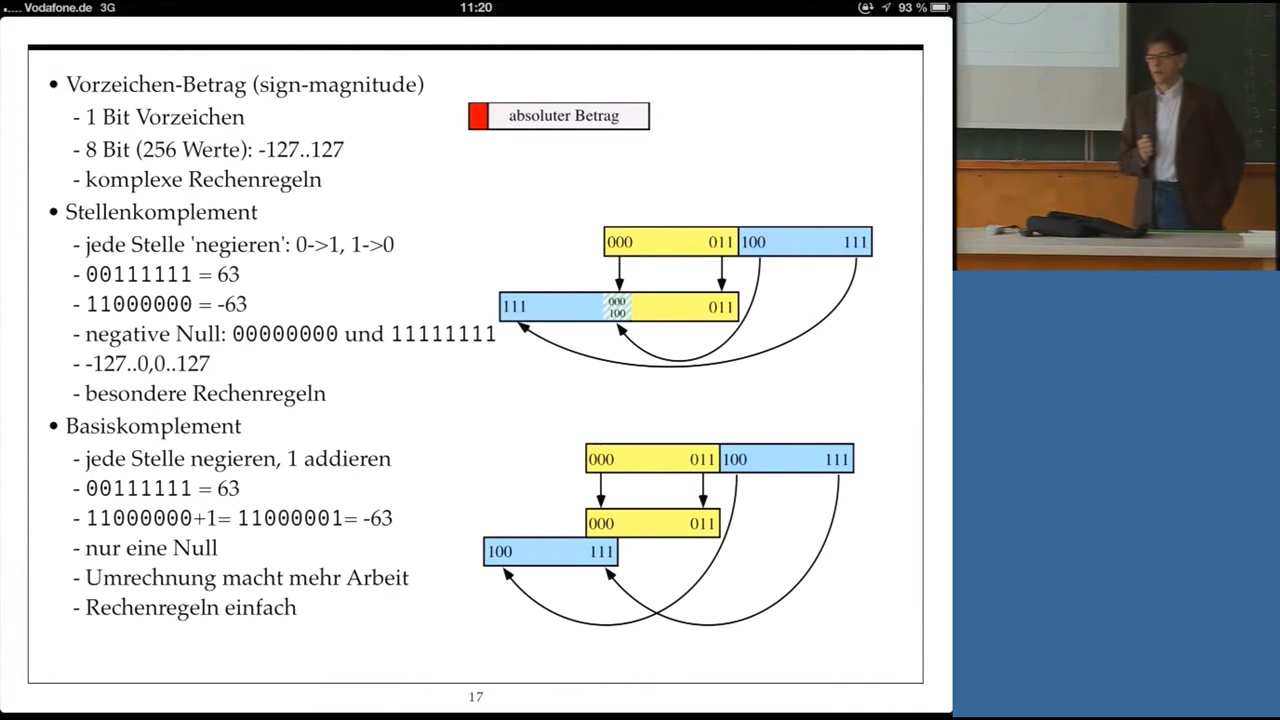 Vodafone.de 3G 11:20 93 %
• Vorzeichen-Betrag (sign-magnitude)
- 1 Bit Vorzeichen
- 8 Bit (256 Werte): -127..127
- komplexe Rechenregeln
absoluter Betrag
• Stellenkomplement
- jede Stelle 'negieren': 0->1, 1->0
- 00111111 = 63
- 11000000 = -63
- negative Null: 00000000 und 11111111
- -127..0,0..127
- besondere Rechenregeln
000 011 100 111
111 000 011
100
• Basiskomplement
- jede Stelle negieren, 1 addieren
- 00111111 = 63
- 11000000+1= 11000001= -63
- nur eine Null
- Umrechnung macht mehr Arbeit
- Rechenregeln einfach
000 011 100 111
000 011
100 111
17